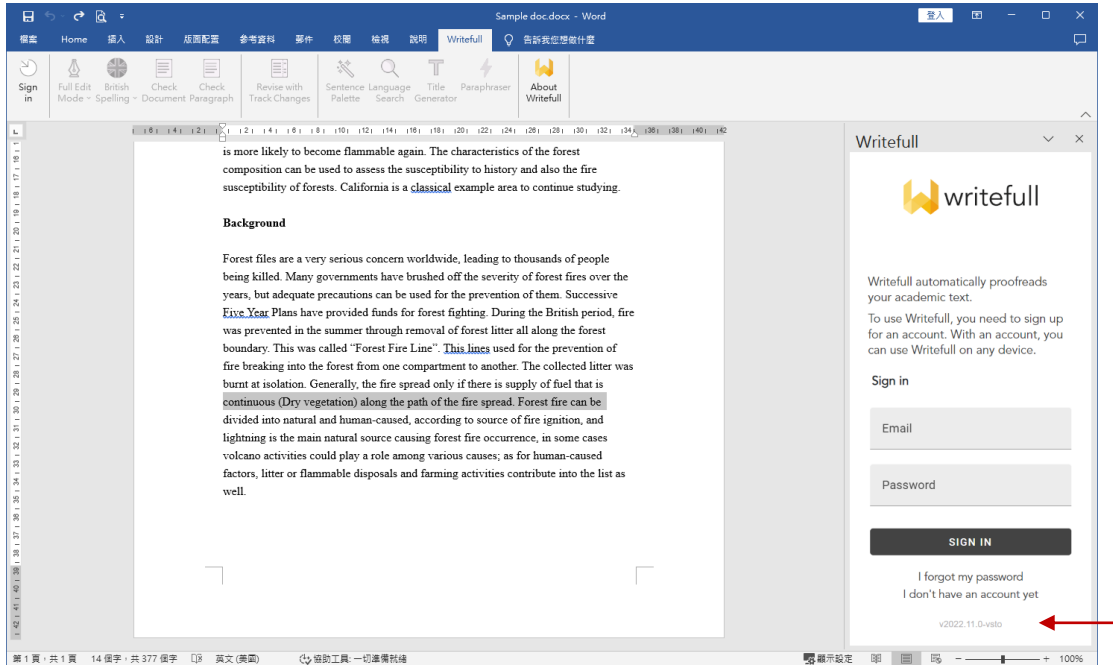 Sample doc.docx - Word
登入
檔案 Home 插入 設計 版面配置 參考資料 郵件 校閱 檢視 說明 Writefull 告訴我您想做什麼
Sign in
Full Edit Mode
British Spelling
Check Document
Check Paragraph
Revise with Track Changes
Sentence Palette
Language Search
Title Generator
Paraphraser
About Writefull
is more likely to become flammable again. The characteristics of the forest
composition can be used to assess the susceptibility to history and also the fire
susceptibility of forests. California is a classical example area to continue studying.
Background
Forest files are a very serious concern worldwide, leading to thousands of people
being killed. Many governments have brushed off the severity of forest fires over the
years, but adequate precautions can be used for the prevention of them. Successive
Five Year Plans have provided funds for forest fighting. During the British period, fire
was prevented in the summer through removal of forest litter all along the forest
boundary. This was called “Forest Fire Line”. This lines used for the prevention of
fire breaking into the forest from one compartment to another. The collected litter was
burnt at isolation. Generally, the fire spread only if there is supply of fuel that is
continuous (Dry vegetation) along the path of the fire spread. Forest fire can be
divided into natural and human-caused, according to source of fire ignition, and
lightning is the main natural source causing forest fire occurrence, in some cases
volcano activities could play a role among various causes; as for human-caused
factors, litter or flammable disposals and farming activities contribute into the list as
well.
Writefull
writefull
Writefull automatically proofreads
your academic text.
To use Writefull, you need to sign up
for an account. With an account, you
can use Writefull on any device.
Sign in
Email
Password
SIGN IN
I forgot my password
I don't have an account yet
v2022.11.0-vsto
第 1 頁，共 1 頁 14 個字，共 377 個字 英文 (美國) 協助工具: 一切準備就緒 顯示設定 100%